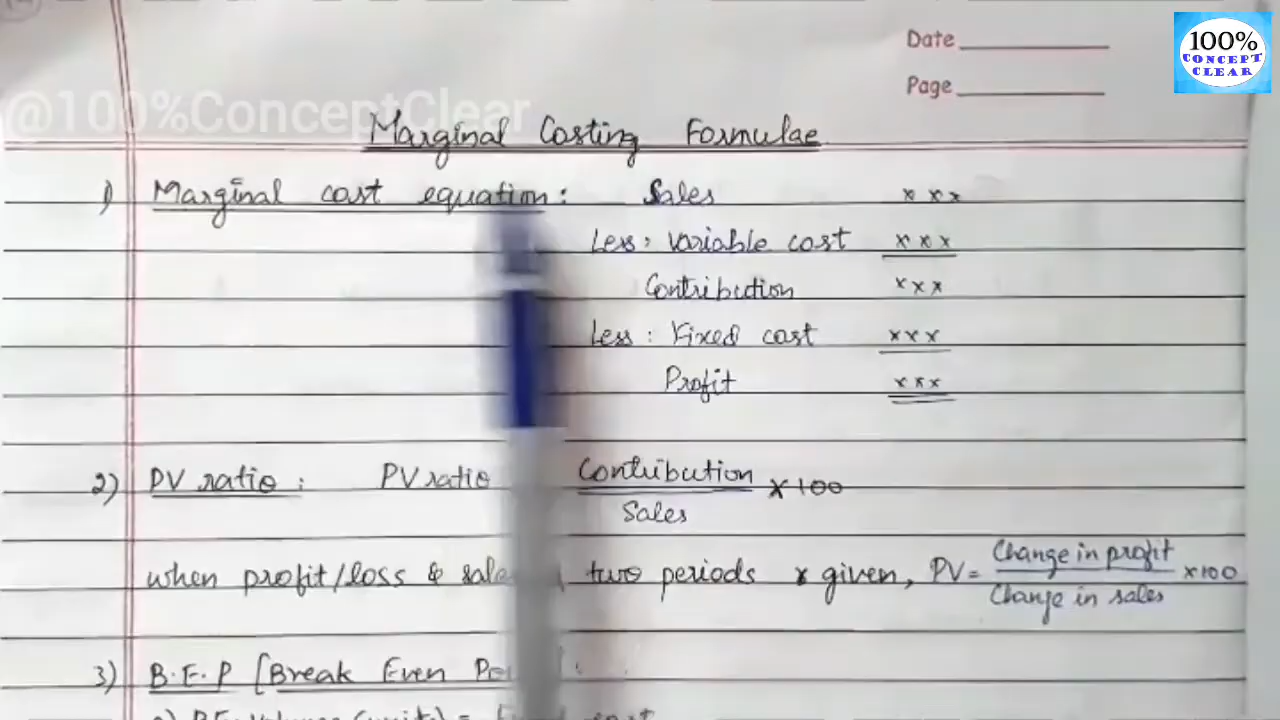 Date
100%
CONCEPT
CLEAR
Page
@100%ConceptClear
Marginal Costing Formulae
1) Marginal cost equation: Sales xxx
Less: Variable cost xxx
Contribution xxx
Less: Fixed cost xxx
Profit xxx
2) PV ratio: PV ratio Contribution x100
Sales
when profit/loss & two periods given, PV= Change in profit x100
Change in sales
3) B.E.P [Break Even